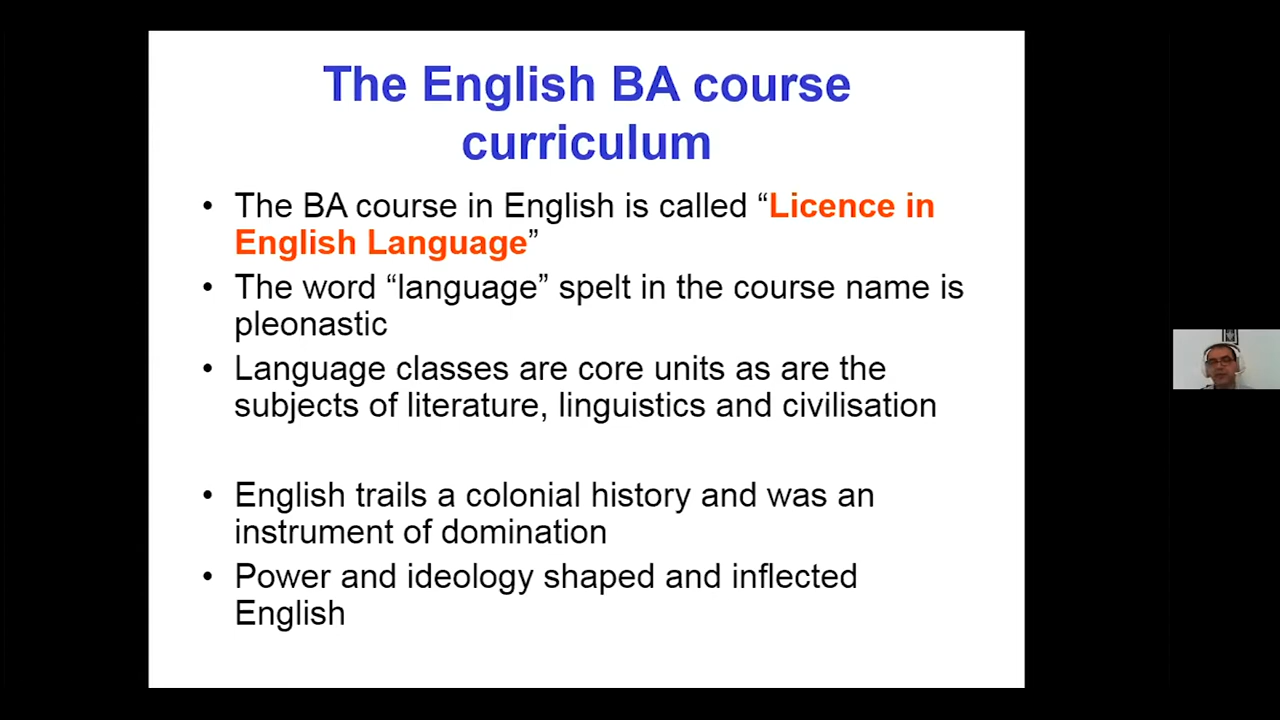 The English BA course
curriculum
• The BA course in English is called “Licence in
English Language”
• The word “language” spelt in the course name is
pleonastic
• Language classes are core units as are the
subjects of literature, linguistics and civilisation
• English trails a colonial history and was an
instrument of domination
• Power and ideology shaped and inflected
English